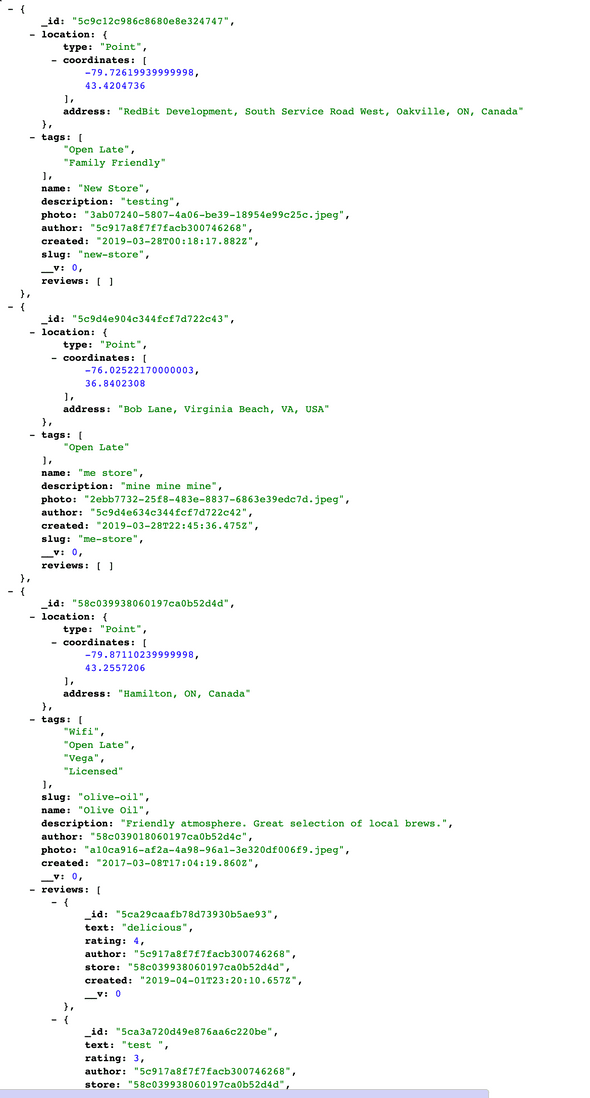 - {
_id: "5c9c12c986c8680e8e324747",
- location: {
type: "Point",
- coordinates: [
-79.72619939999998,
43.4204736
],
address: "RedBit Development, South Service Road West, Oakville, ON, Canada"
},
- tags: [
"Open Late",
"Family Friendly"
],
name: "New Store",
description: "testing",
photo: "3ab07240-5807-4a06-be39-18954e99c25c.jpeg",
author: "5c917a8f7f7facb300746268",
created: "2019-03-28T00:18:17.882Z",
slug: "new-store",
__v: 0,
reviews: [ ]
},
- {
_id: "5c9d4e904c344fcf7d722c43",
- location: {
type: "Point",
- coordinates: [
-76.02522170000003,
36.8402308
],
address: "Bob Lane, Virginia Beach, VA, USA"
},
- tags: [
"Open Late"
],
name: "me store",
description: "mine mine mine",
photo: "2ebb7732-25f8-483e-8837-6863e39edc7d.jpeg",
author: "5c9d4e634c344fcf7d722c42",
created: "2019-03-28T22:45:36.475Z",
slug: "me-store",
__v: 0,
reviews: [ ]
},
- {
_id: "58c039938060197ca0b52d4d",
- location: {
type: "Point",
- coordinates: [
-79.87110239999998,
43.2557206
],
address: "Hamilton, ON, Canada"
},
- tags: [
"Wifi",
"Open Late",
"Vega",
"Licensed"
],
slug: "olive-oil",
name: "Olive Oil",
description: "Friendly atmosphere. Great selection of local brews.",
author: "58c039018060197ca0b52d4c",
photo: "a10ca916-af2a-4a98-96a1-3e320df006f9.jpeg",
created: "2017-03-08T17:04:19.860Z",
__v: 0,
- reviews: [
- {
_id: "5ca29caafb78d73930b5ae93",
text: "delicious",
rating: 4,
author: "5c917a8f7f7facb300746268",
store: "58c039938060197ca0b52d4d",
created: "2019-04-01T23:20:10.657Z",
__v: 0
},
- {
_id: "5ca3a720d49e876aa6c220be",
text: "test ",
rating: 3,
author: "5c917a8f7f7facb300746268",
store: "58c039938060197ca0b52d4d",